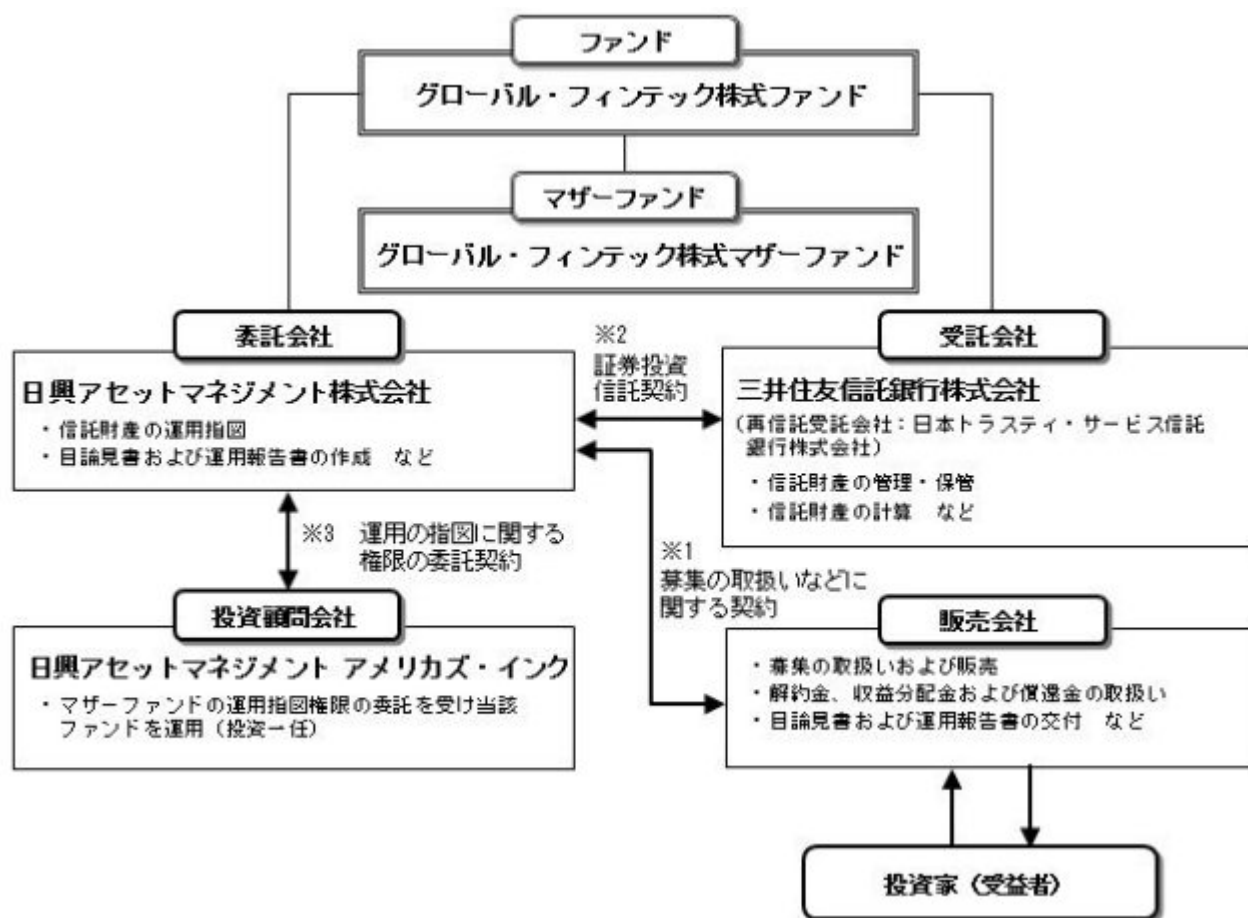 ファンド
グローバル・フィンテック株式ファンド
マザーファンド
グローバル・フィンテック株式マザーファンド
委託会社
日興アセットマネジメント株式会社
・信託財産の運用指図
・目論見書および運用報告書の作成 など
※2
証券投資
信託契約
受託会社
三井住友信託銀行株式会社
(再信託受託会社:日本トラスティ・サービス信託
銀行株式会社)
・信託財産の管理・保管
・信託財産の計算 など
※3 運用の指図に関する
権限の委託契約
※1
募集の取扱いなどに
関する契約
投資顧問会社
日興アセットマネジメント アメリカズ・インク
・マザーファンドの運用指図権限の委託を受け当該
ファンドを運用(投資一任)
販売会社
・募集の取扱いおよび販売
・解約金、収益分配金および償還金の取扱い
・目論見書および運用報告書の交付 など
投資家(受益者)